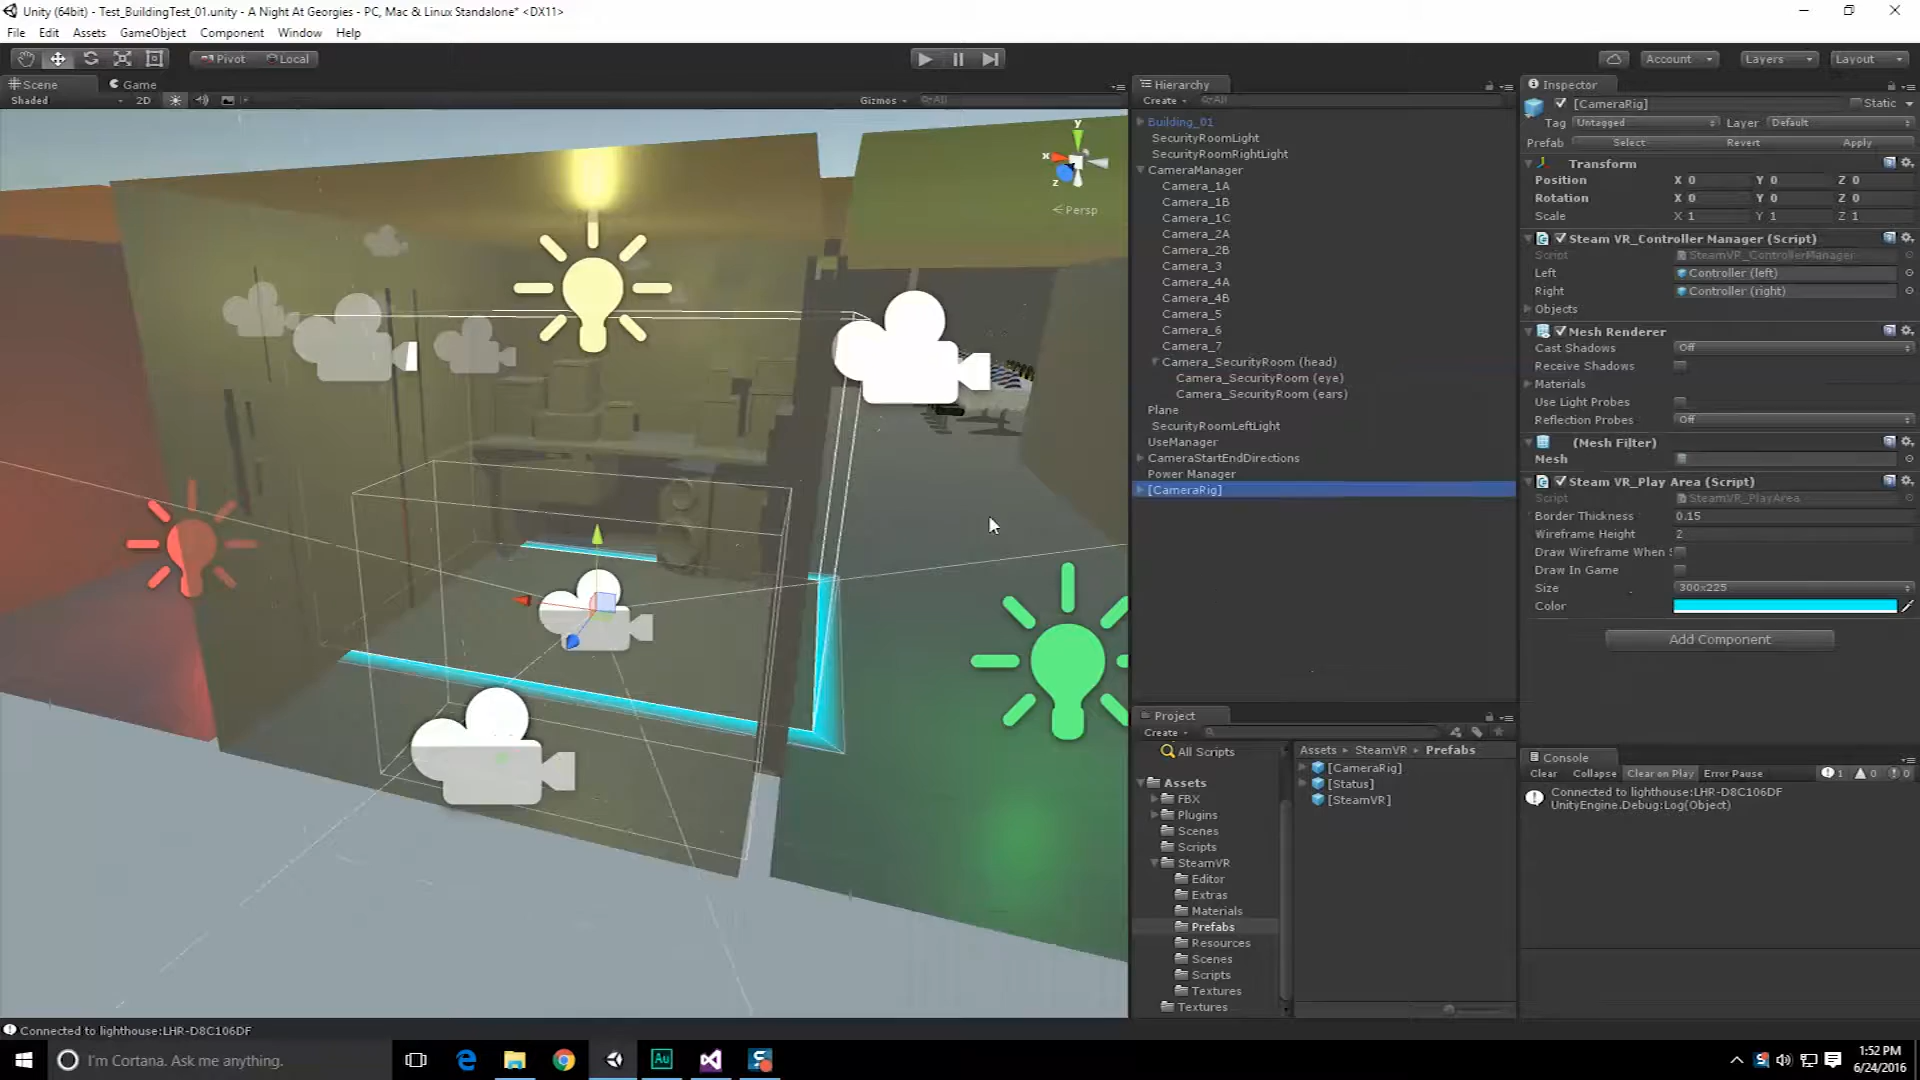 Unity (64bit) - Test_BuildingTest_01.unity - A Night At Georgies - PC, Mac & Linux Standalone* <DX11>
File Edit Assets GameObject Component Window Help
Pivot Local Account Layers Layout
Scene Game
Shaded 2D Gizmos All
y
x
z
Persp
Hierarchy
Create All
Building_01
SecurityRoomLight
SecurityRoomRightLight
CameraManager
Camera_1A
Camera_1B
Camera_1C
Camera_2A
Camera_2B
Camera_3
Camera_4A
Camera_4B
Camera_5
Camera_6
Camera_7
Camera_SecurityRoom (head)
Camera_SecurityRoom (eye)
Camera_SecurityRoom (ears)
Plane
SecurityRoomLeftLight
UseManager
CameraStartEndDirections
Power Manager
[CameraRig]
Inspector
[CameraRig] Static
Tag Untagged Layer Default
Prefab Select Revert Apply
Transform
Position X 0 Y 0 Z 0
Rotation X 0 Y 0 Z 0
Scale X 1 Y 1 Z 1
Steam VR_Controller Manager (Script)
Script SteamVR_ControllerManager
Left Controller (left)
Right Controller (right)
Objects
Mesh Renderer
Cast Shadows Off
Receive Shadows
Materials
Use Light Probes
Reflection Probes Off
(Mesh Filter)
Mesh
Steam VR_Play Area (Script)
Script SteamVR_PlayArea
Border Thickness 0.15
Wireframe Height 2
Draw Wireframe When S
Draw In Game
Size 300x225
Color
Add Component
Project
Create
All Scripts
Assets
FBX
Plugins
Scenes
Scripts
SteamVR
Editor
Extras
Materials
Prefabs
Resources
Scenes
Scripts
Textures
Textures
Assets SteamVR Prefabs
[CameraRig]
[Status]
[SteamVR]
Console
Clear Collapse Clear on Play Error Pause 1 0 0
Connected to lighthouse:LHR-D8C106DF
UnityEngine.Debug:Log(Object)
Connected to lighthouse:LHR-D8C106DF
I'm Cortana. Ask me anything.
Au
1:52 PM
6/24/2016